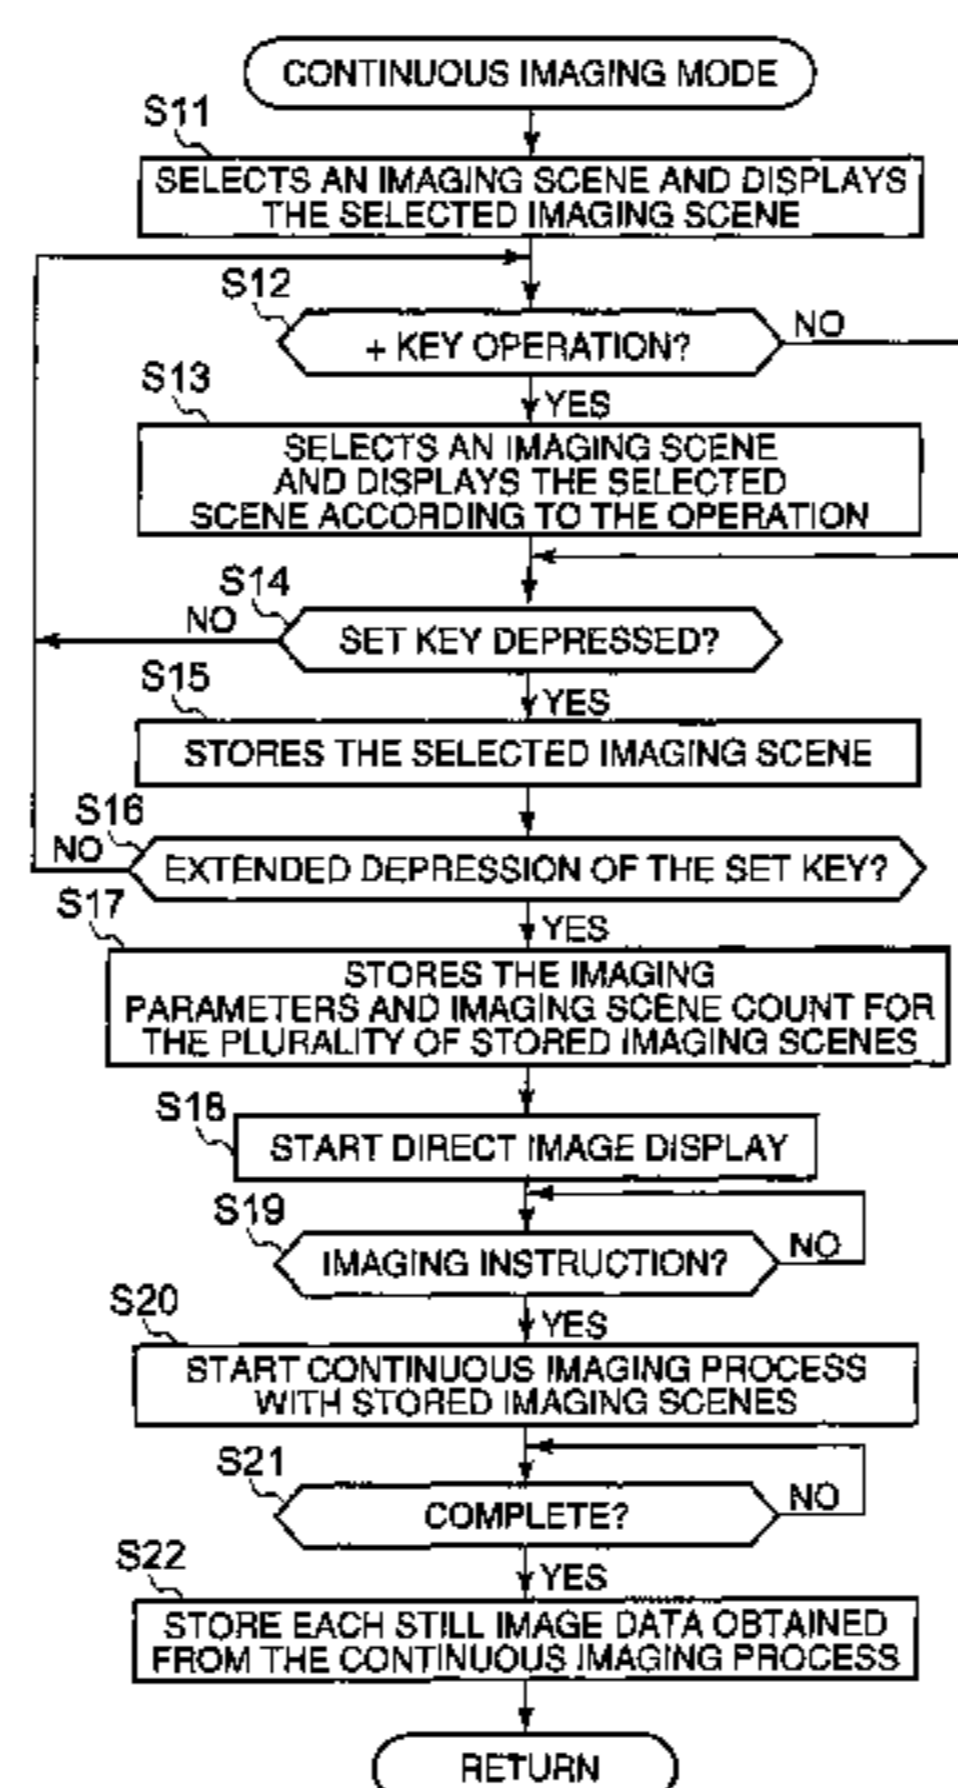 CONTINUOUS IMAGING MODE
S11
SELECTS AN IMAGING SCENE AND DISPLAYS
THE SELECTED IMAGING SCENE
S12
+ KEY OPERATION?
NO
YES
S13
SELECTS AN IMAGING SCENE
AND DISPLAYS THE SELECTED
SCENE ACCORDING TO THE OPERATION
S14
NO
SET KEY DEPRESSED?
YES
S15
STORES THE SELECTED IMAGING SCENE
S16
NO
EXTENDED DEPRESSION OF THE SET KEY?
YES
S17
STORES THE IMAGING
PARAMETERS AND IMAGING SCENE COUNT FOR
THE PLURALITY OF STORED IMAGING SCENES
S18
START DIRECT IMAGE DISPLAY
S19
IMAGING INSTRUCTION?
NO
YES
S20
START CONTINUOUS IMAGING PROCESS
WITH STORED IMAGING SCENES
S21
COMPLETE?
NO
YES
S22
STORE EACH STILL IMAGE DATA OBTAINED
FROM THE CONTINUOUS IMAGING PROCESS
RETURN